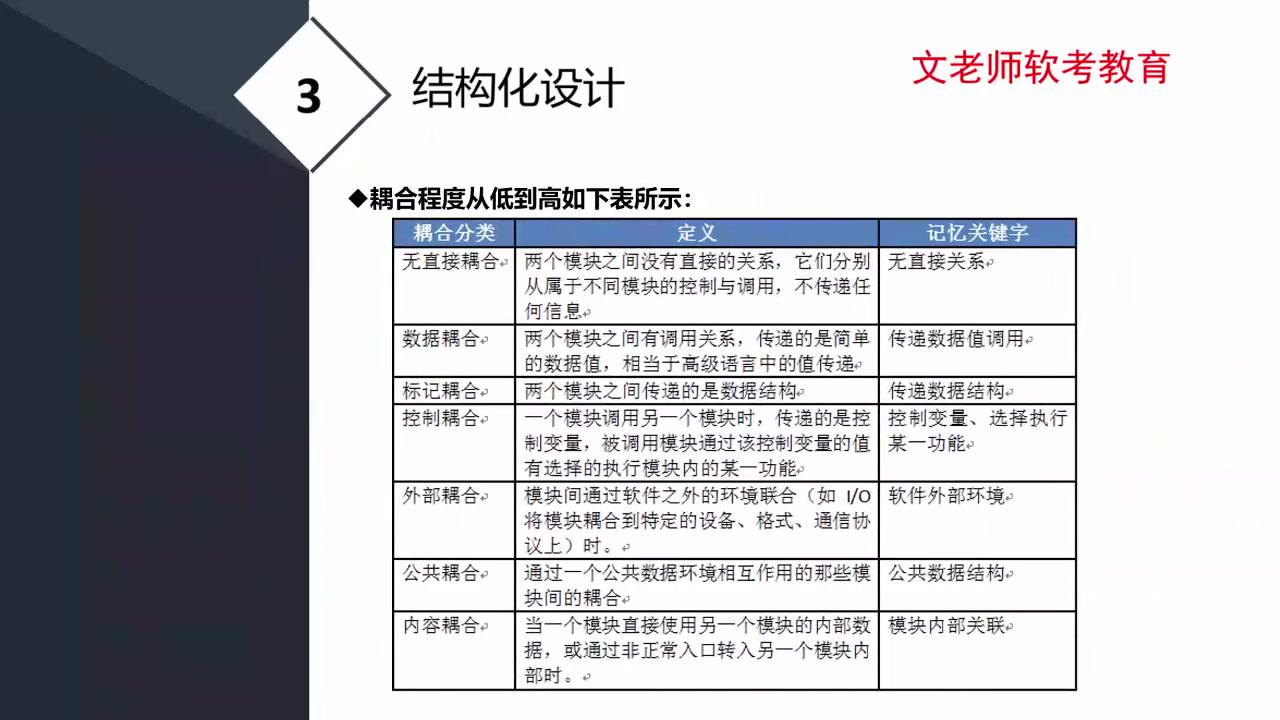 3
结构化设计
文老师软考教育
◆耦合程度从低到高如下表所示：
耦合分类 定义 记忆关键字
无直接耦合 两个模块之间没有直接的关系，它们分别 无直接关系
从属于不同模块的控制与调用，不传递任
何信息
数据耦合 两个模块之间有调用关系，传递的是简单 传递数据值调用
的数据值，相当于高级语言中的值传递
标记耦合 两个模块之间传递的是数据结构 传递数据结构
控制耦合 一个模块调用另一个模块时，传递的是控 控制变量、选择执行
制变量，被调用模块通过该控制变量的值 某一功能
有选择的执行模块内的某一功能
外部耦合 模块间通过软件之外的环境联合（如 I/O 软件外部环境
将模块耦合到特定的设备、格式、通信协
议上）时。
公共耦合 通过一个公共数据环境相互作用的那些模 公共数据结构
块间的耦合
内容耦合 当一个模块直接使用另一个模块的内部数 模块内部关联
据，或通过非正常入口转入另一个模块内
部时。